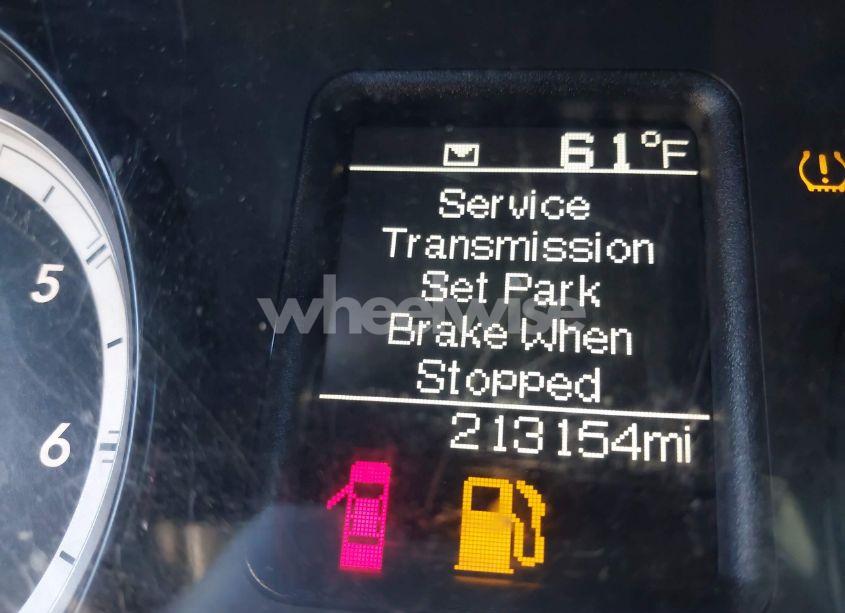 61°F
Service
Transmission
Set Park
Brake When
Stopped
213154mi
5
6
wheelwise